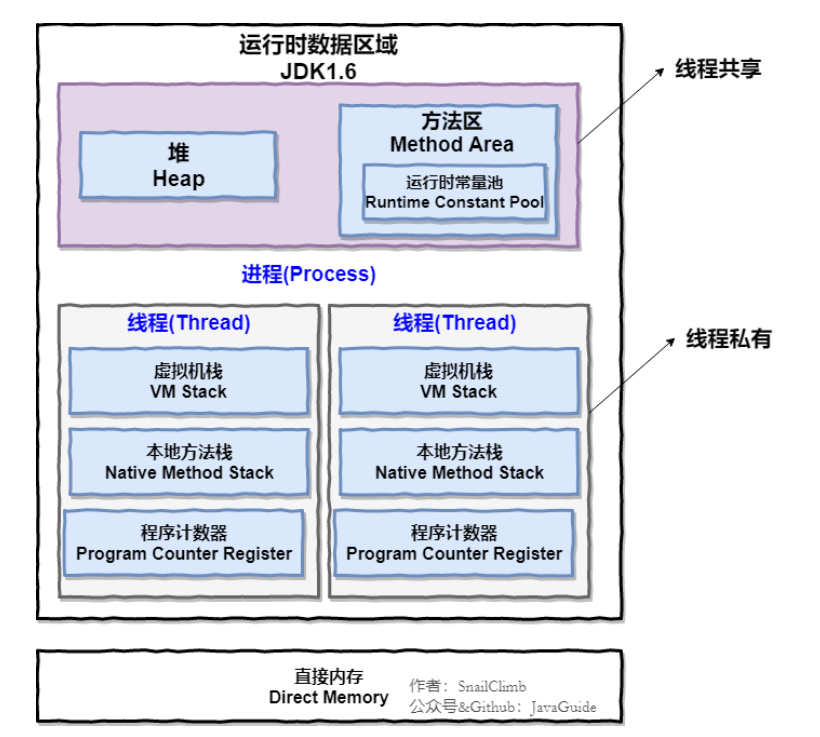 运行时数据区域
JDK1.6
线程共享
堆
Heap
方法区
Method Area
运行时常量池
Runtime Constant Pool
进程(Process)
线程(Thread)
虚拟机栈
VM Stack
本地方法栈
Native Method Stack
程序计数器
Program Counter Register
线程(Thread)
虚拟机栈
VM Stack
本地方法栈
Native Method Stack
程序计数器
Program Counter Register
线程私有
直接内存
Direct Memory
作者：SnailClimb
公众号&Github：JavaGuide